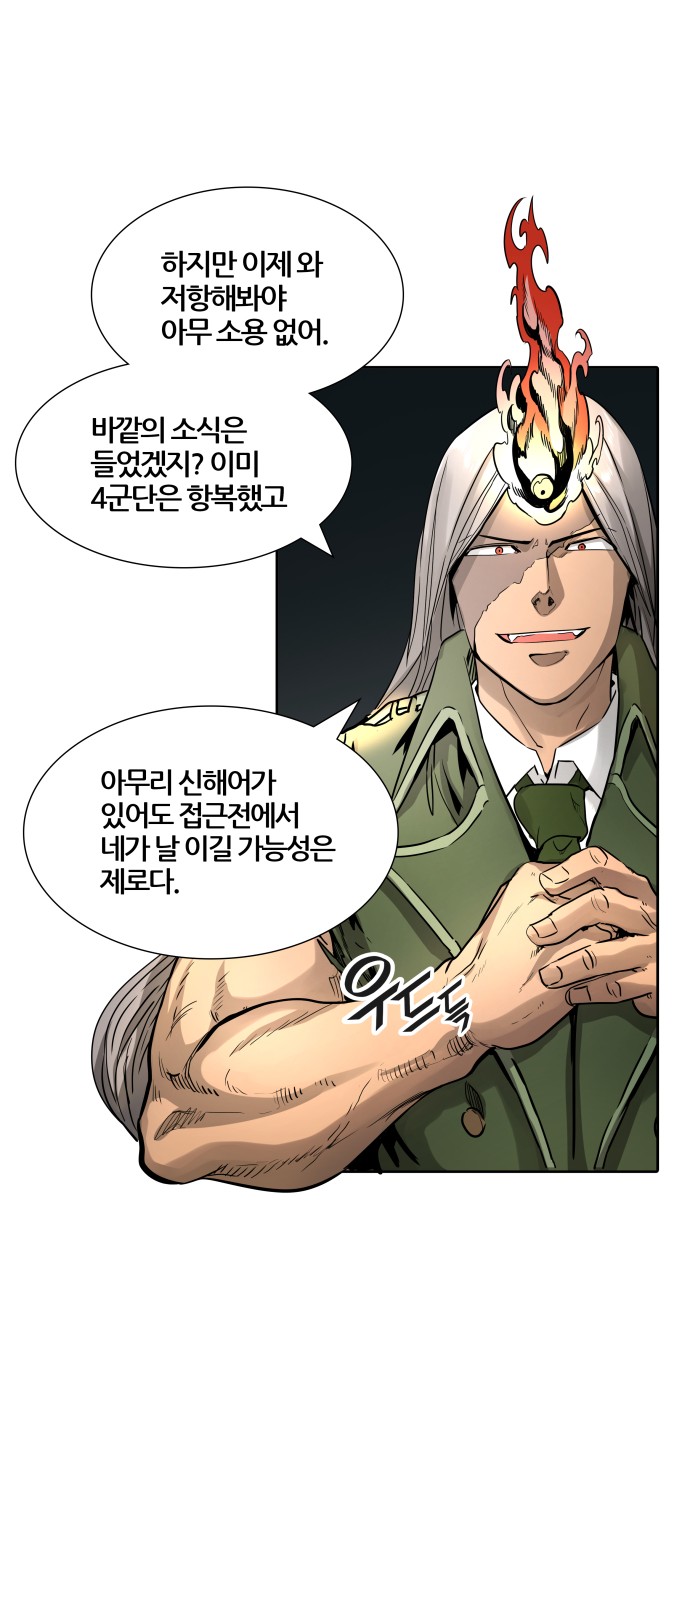 하지만 이제 와
저항해봐야
아무 소용 없어.
바깥의 소식은
들었겠지? 이미
4군단은 항복했고
아무리 신해어가
있어도 접근전에서
네가 날 이길 가능성은
제로다.
우드득